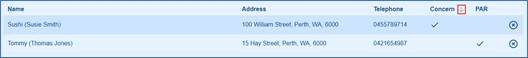 Name Address Telephone Concern PAR
Sushi (Susie Smith) 100 William Street, Perth, WA, 6000 0455789714
Tommy (Thomas Jones) 15 Hay Street, Perth, WA, 6000 0421654987